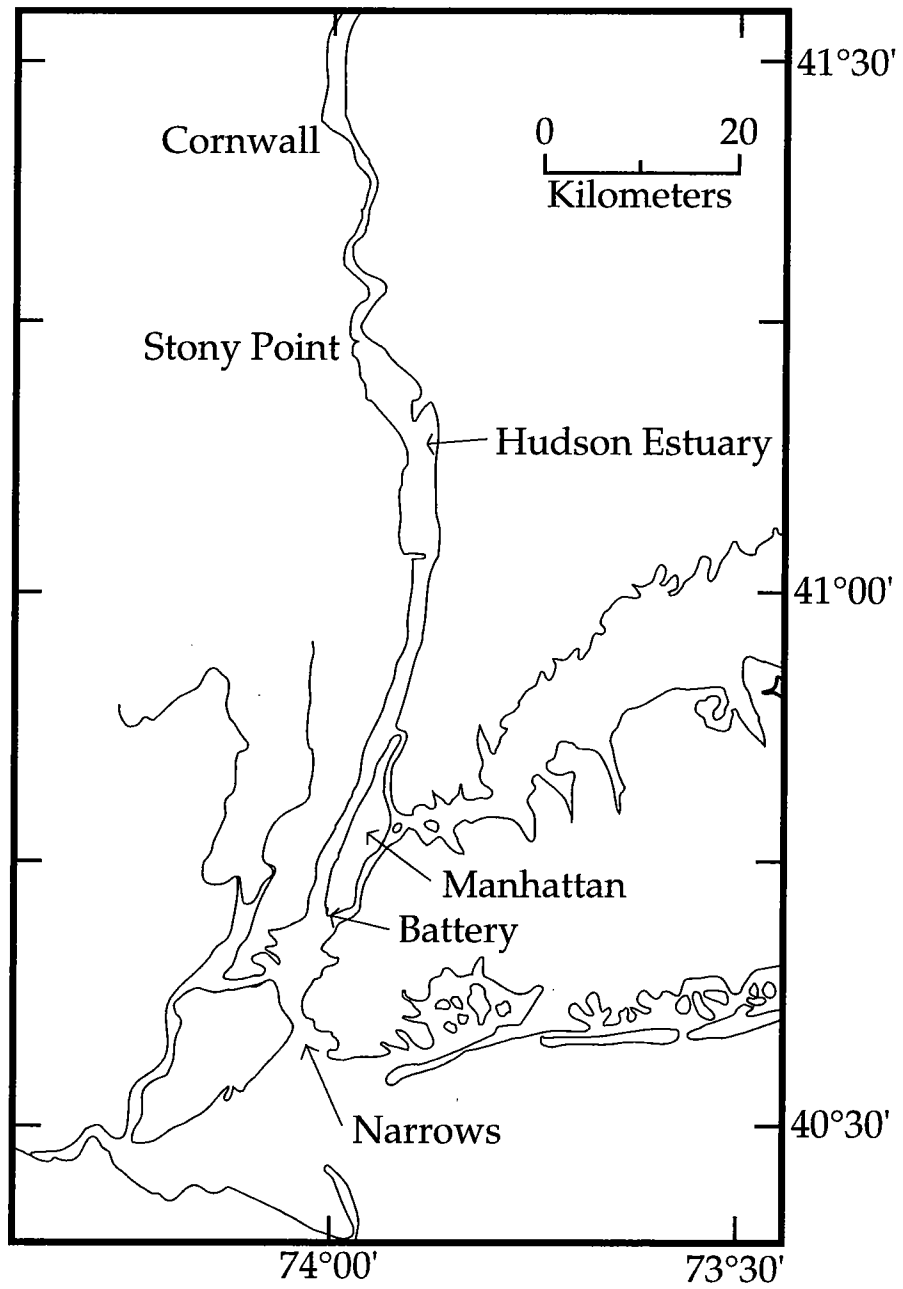 41°30'
0 20
Kilometers
Cornwall
Stony Point
Hudson Estuary
41°00'
Manhattan
Battery
Narrows
40°30'
74°00' 73°30'